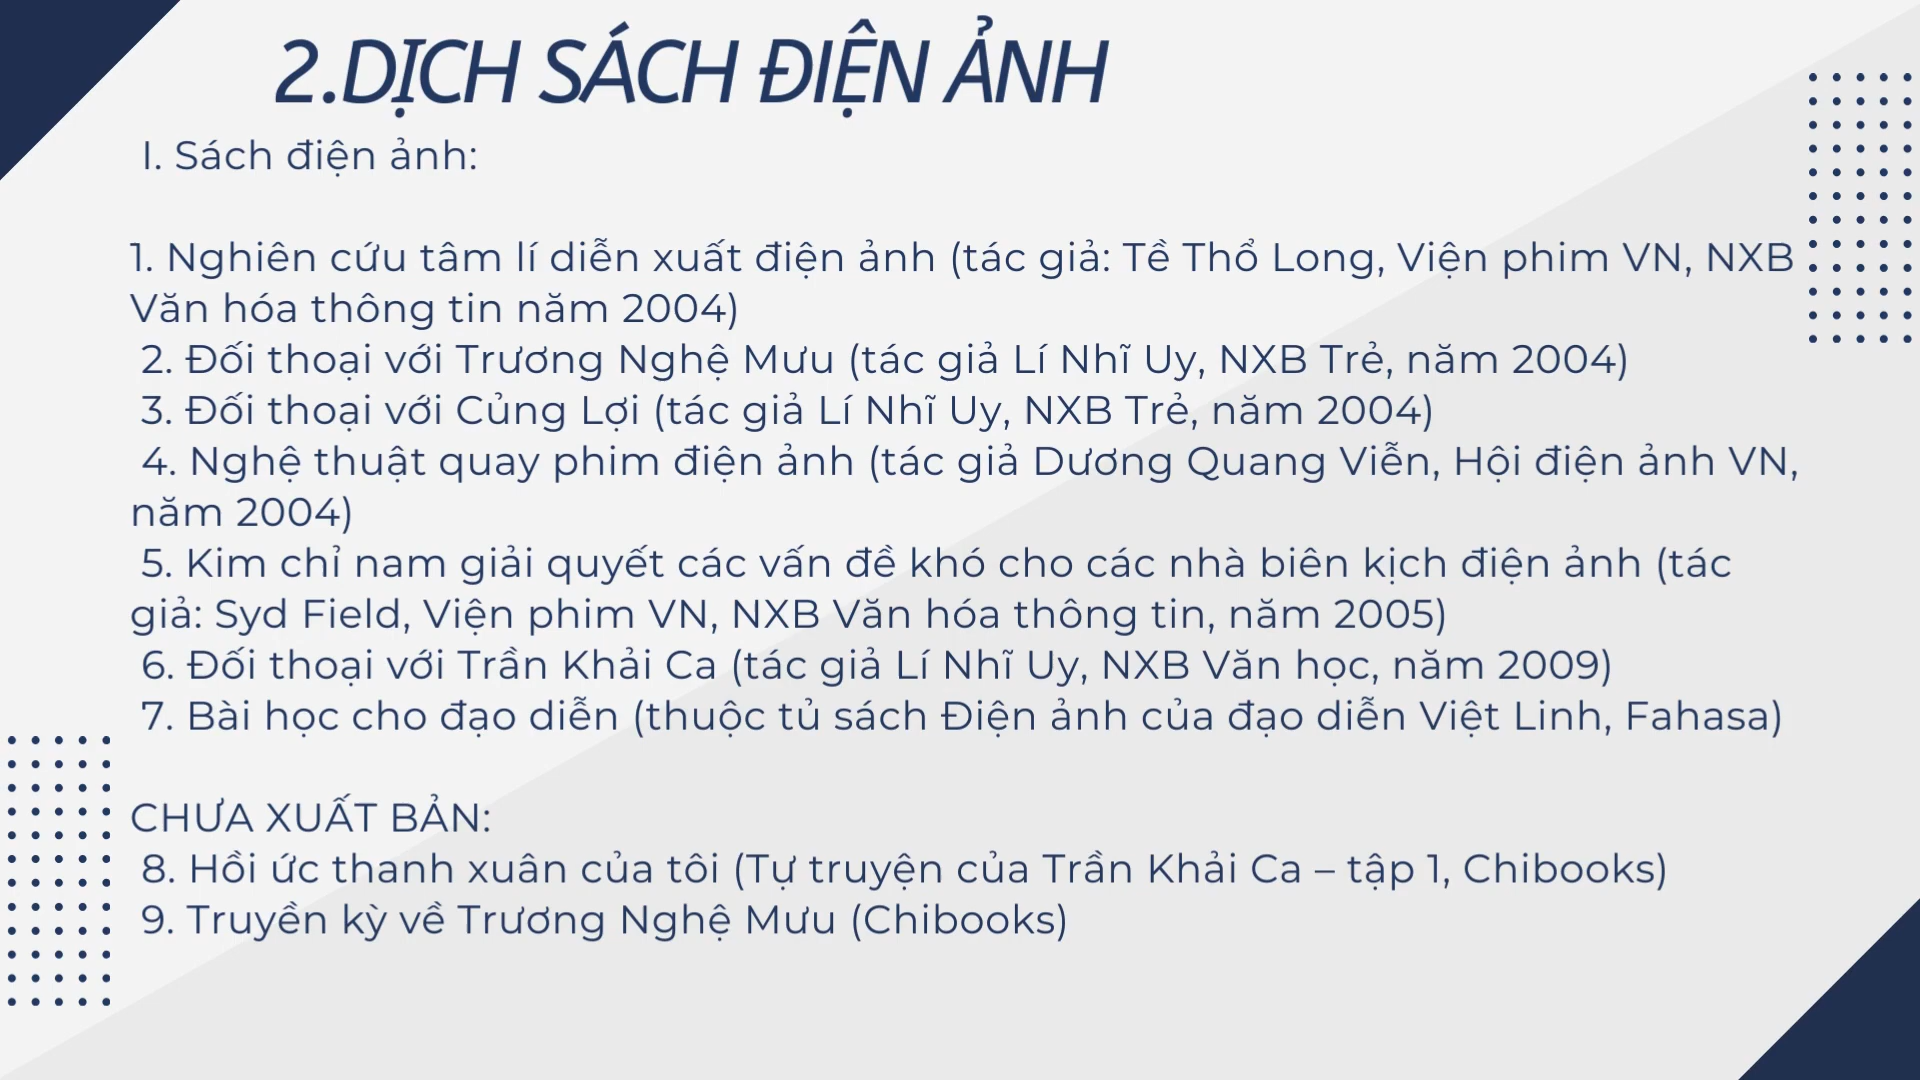 2.DỊCH SÁCH ĐIỆN ẢNH
I. Sách điện ảnh:
1. Nghiên cứu tâm lí diễn xuất điện ảnh (tác giả: Tề Thổ Long, Viện phim VN, NXB
Văn hóa thông tin năm 2004)
2. Đối thoại với Trương Nghệ Mưu (tác giả Lí Nhĩ Uy, NXB Trẻ, năm 2004)
3. Đối thoại với Củng Lợi (tác giả Lí Nhĩ Uy, NXB Trẻ, năm 2004)
4. Nghệ thuật quay phim điện ảnh (tác giả Dương Quang Viễn, Hội điện ảnh VN,
năm 2004)
5. Kim chỉ nam giải quyết các vấn đề khó cho các nhà biên kịch điện ảnh (tác
giả: Syd Field, Viện phim VN, NXB Văn hóa thông tin, năm 2005)
6. Đối thoại với Trần Khải Ca (tác giả Lí Nhĩ Uy, NXB Văn học, năm 2009)
7. Bài học cho đạo diễn (thuộc tủ sách Điện ảnh của đạo diễn Việt Linh, Fahasa)
CHƯA XUẤT BẢN:
8. Hồi ức thanh xuân của tôi (Tự truyện của Trần Khải Ca – tập 1, Chibooks)
9. Truyền kỳ về Trương Nghệ Mưu (Chibooks)